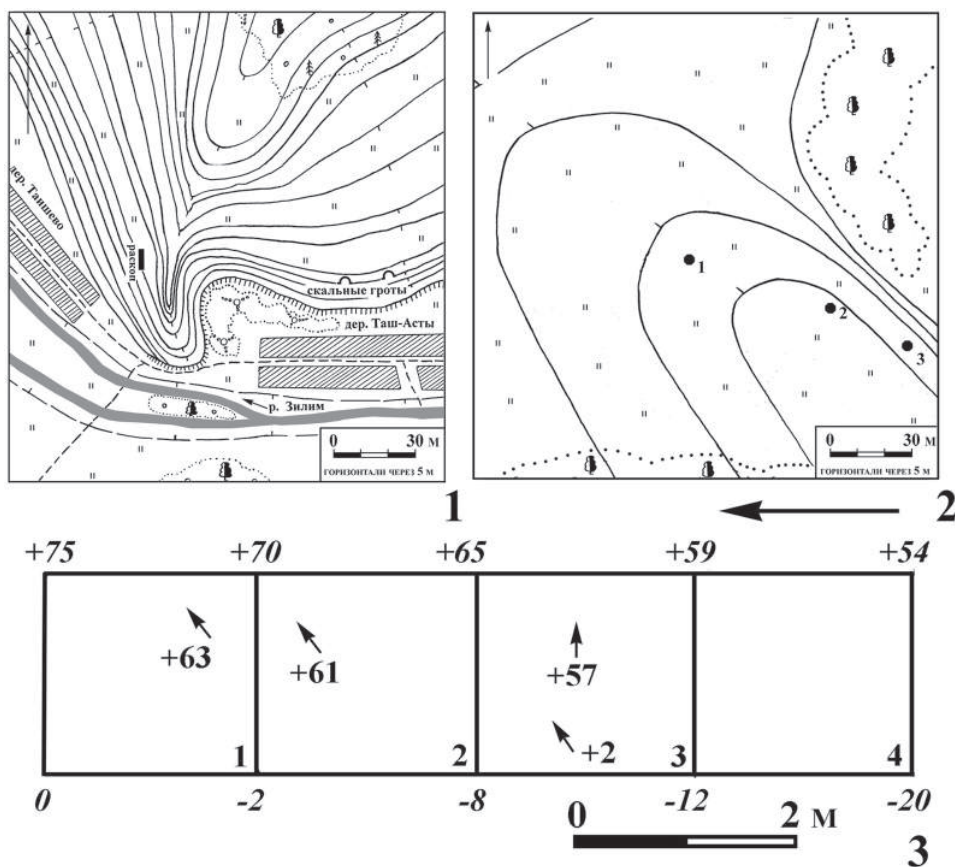 дер. Таишево
раскоп
скальные гроты
дер. Таш-Асты
р. Зилим
0 30 м
горизонтали через 5 м
1
1
2
3
0 30 м
горизонтали через 5 м
2
+75 +70 +65 +59 +54
+63
+61
+57
+2
1 2 3 4
0 -2 -8 -12 -20
0 2 м
3